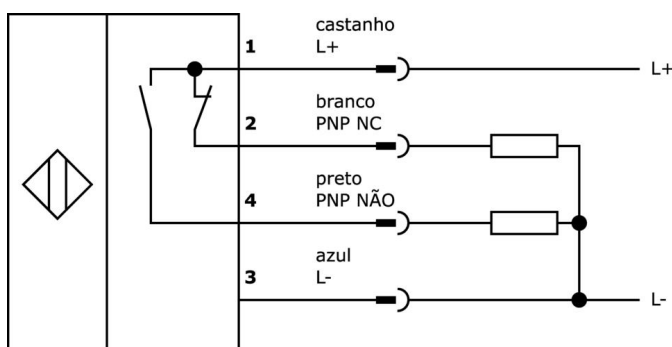 castanho
1 L+
L+
branco
2 PNP NC
preto
4 PNP NÃO
azul
3 L-
L-